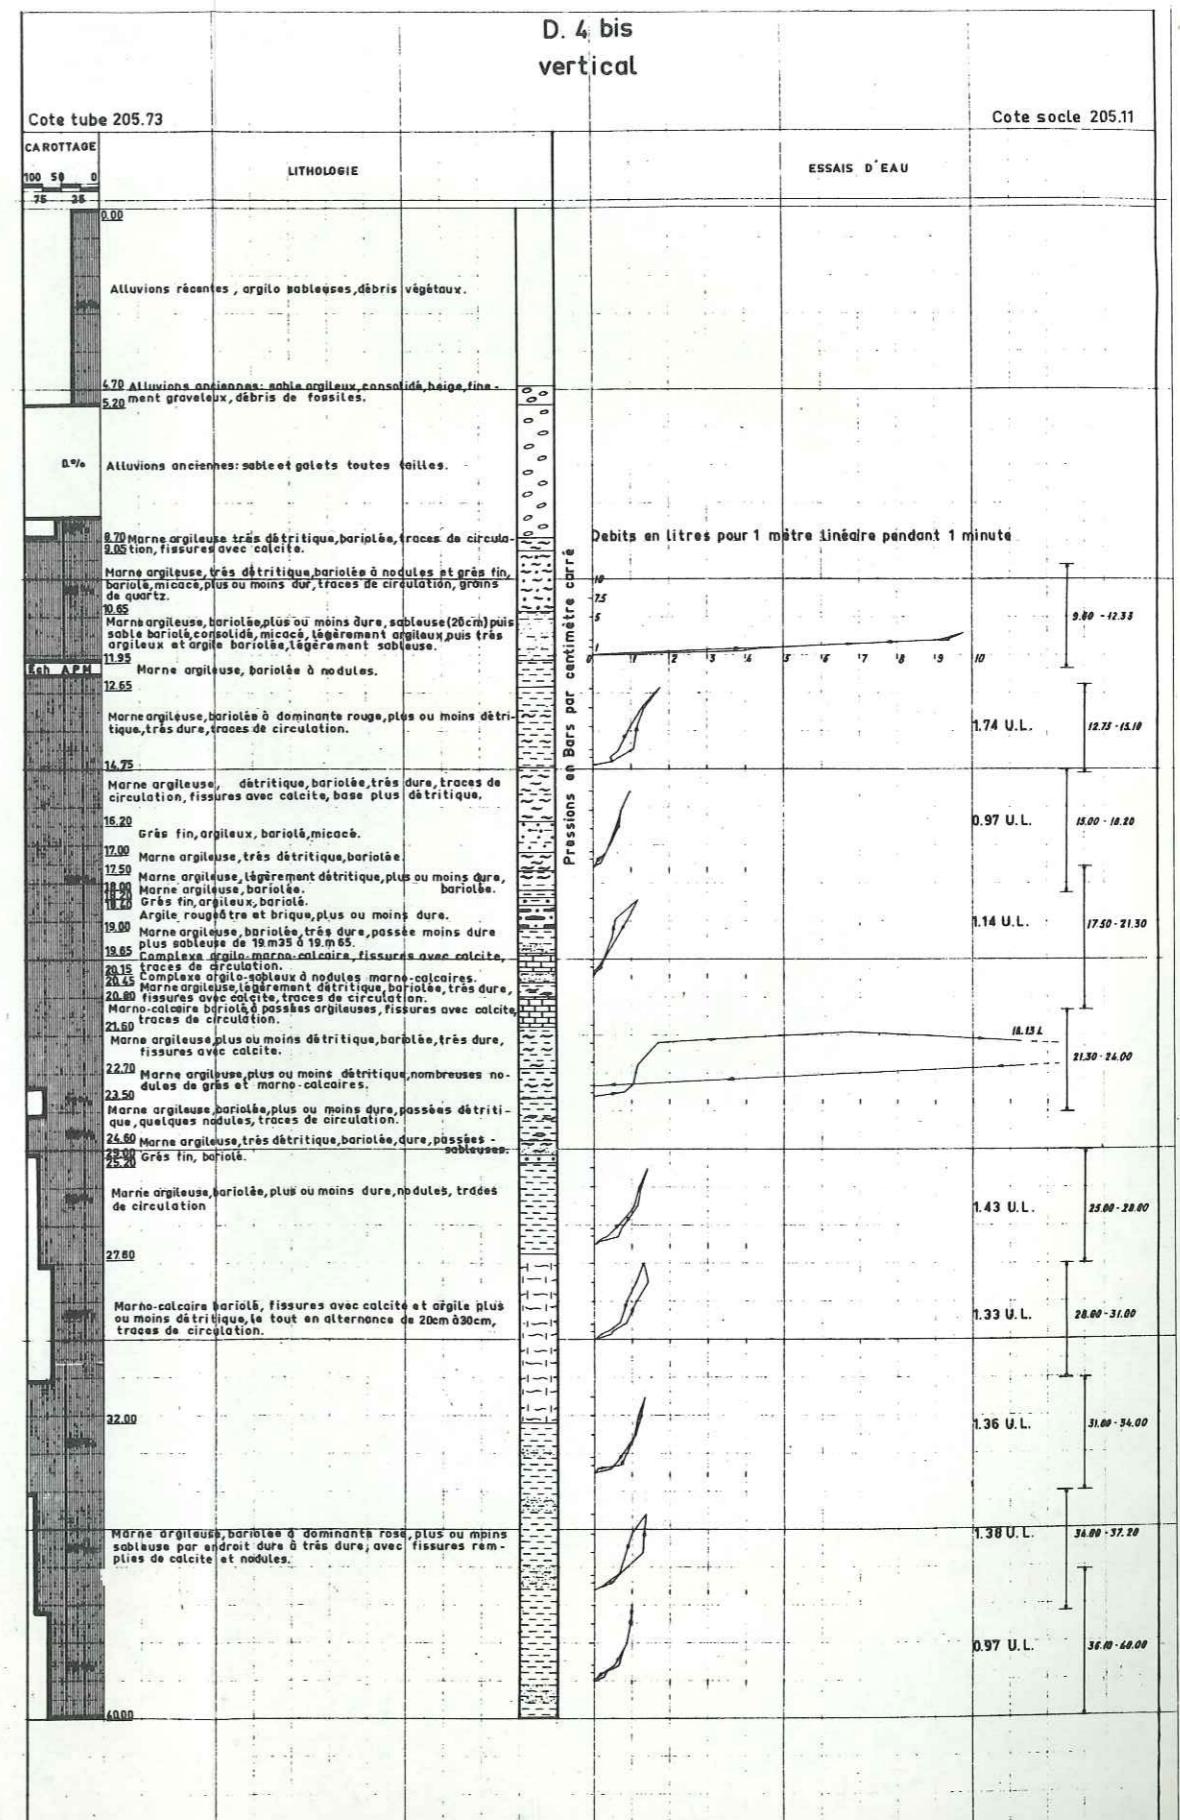 D. 4 bis
vertical
Cote tube 205.73
Cote socle 205.11
CAROTTAGE
100 50 0
75 25
LITHOLOGIE
ESSAIS D'EAU
0.00
Alluvions récentes, argilo sableuses, débris végétaux.
4.70 Alluvions anciennes: sable argileux, consolidé, beige, fine-
5.20 ment graveleux, débris de fossiles.
0.%
Alluvions anciennes: sable et galets toutes tailles.
8.70 Marne argileuse très détritique, bariolée, traces de circula-
9.05 tion, fissures avec calcite.
Marne argileuse, très détritique, bariolée à nodules et grès fin,
bariolé, micacé, plus ou moins dur, traces de circulation, grains
de quartz.
10.65
Marne argileuse, bariolée, plus ou moins dure, sableuse (20cm) puis
sable bariolé, consolidé, micacé, légèrement argileux, puis très
argileux et argile bariolée, légèrement sableuse.
11.95
Ech A.P.M
Marne argileuse, bariolée à nodules.
12.65
Marne argileuse, bariolée à dominante rouge, plus ou moins détri-
tique, très dure, traces de circulation.
14.75
Marne argileuse, détritique, bariolée, très dure, traces de
circulation, fissures avec calcite, base plus détritique.
16.20
Grès fin, argileux, bariolé, micacé.
17.00
Marne argileuse, très détritique, bariolée.
17.50
Marne argileuse, légèrement détritique, plus ou moins dure,
bariolée.
18.00 Marne argileuse, bariolée.
18.20 Grès fin, argileux, bariolé.
Argile rougeâtre et brique, plus ou moins dure.
19.00
Marne argileuse, bariolée, très dure, passée moins dure
plus sableuse de 19.m35 à 19.m65.
19.65 Complexe argilo-marno-calcaire, fissures avec calcite,
traces de circulation.
20.15
Complexe argilo-sableux à nodules marno-calcaires.
20.45
Marne argileuse, légèrement détritique, bariolée, très dure,
20.80 fissures avec calcite, traces de circulation.
Marno-calcaire bariolé à passées argileuses, fissures avec calcite,
traces de circulation.
21.60
Marne argileuse plus ou moins détritique, bariolée, très dure,
fissures avec calcite.
22.70
Marne argileuse, plus ou moins détritique, nombreuses no-
dules de grès et marno-calcaires.
23.50
Marne argileuse, bariolée, plus ou moins dure, passées détriti-
que, quelques nodules, traces de circulation.
24.60 Marne argileuse, très détritique, bariolée, dure, passées -
sableuses.
25.00
25.20 Grès fin, bariolé.
Marne argileuse, bariolée, plus ou moins dure, nodules, traces
de circulation
27.60
Marno-calcaire bariolé, fissures avec calcite et argile plus
ou moins détritique, le tout en alternance de 20cm à 30cm,
traces de circulation.
32.00
Marne argileuse, bariolée à dominante rose, plus ou moins
sableuse par endroit dure à très dure, avec fissures rem-
plies de calcite et nodules.
40.00
Pressions en Bars par centimètre carré
Debits en litres pour 1 mètre linéaire pendant 1 minute
10
7.5
5
1
0 1 2 3 4 5 6 7 8 9 10
9.60 - 12.35
1.74 U.L.
12.75 - 15.10
0.97 U.L.
15.00 - 18.20
1.14 U.L.
17.50 - 21.30
18.13 L
21.30 - 24.00
1.43 U.L.
25.00 - 28.00
1.33 U.L.
28.00 - 31.00
1.36 U.L.
31.00 - 34.00
1.38 U.L.
34.00 - 37.20
0.97 U.L.